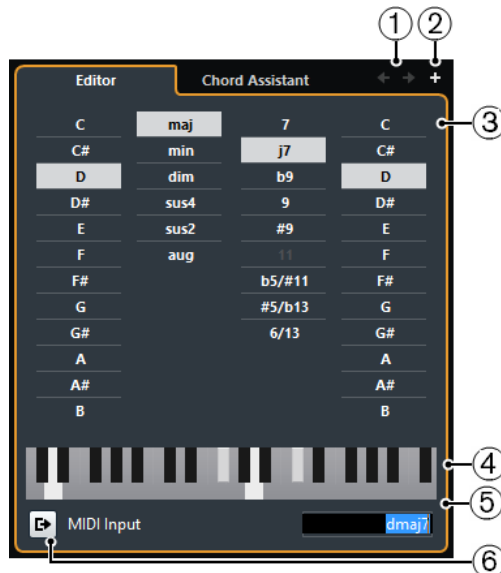 1 2
Editor Chord Assistant
3
C maj 7 C
C# min j7 C#
D dim b9 D
D# sus4 9 D#
E sus2 #9 E
F aug 11 F
F# b5/#11 F#
G #5/b13 G
G# 6/13 G#
A A
A# A#
B B
4
5
MIDI Input dmaj7
6